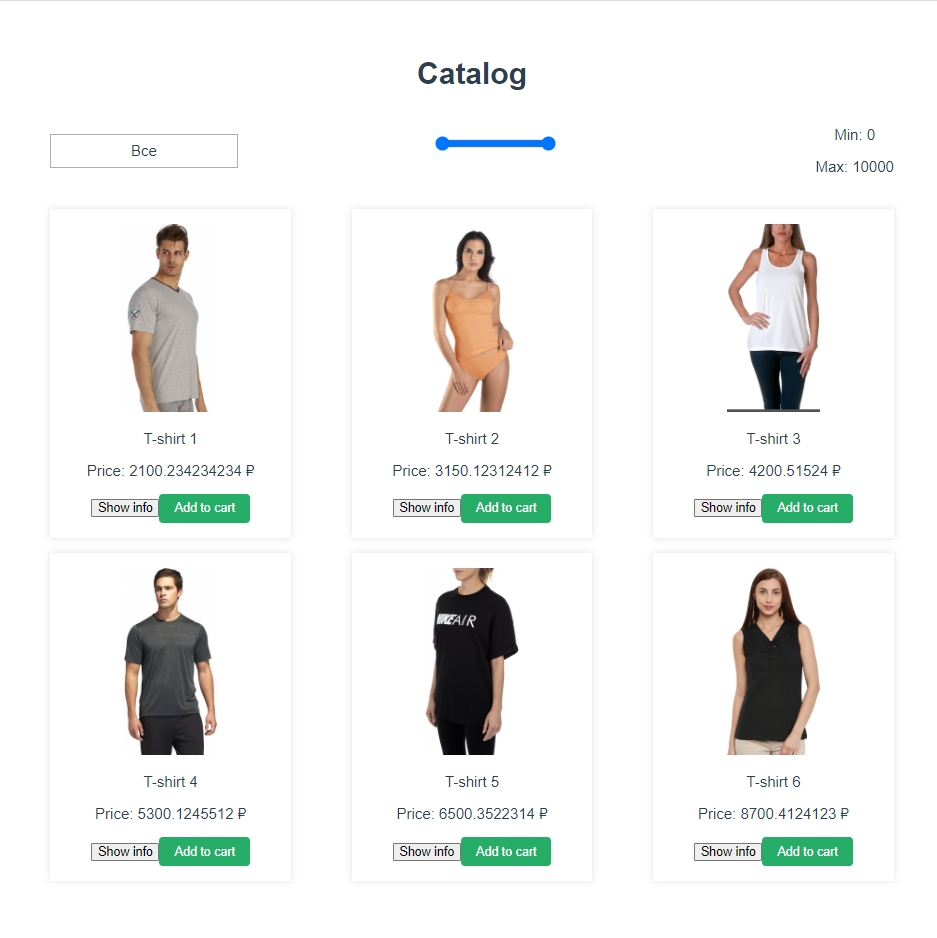 Catalog
Все
Min: 0
Max: 10000
T-shirt 1
Price: 2100.234234234 ₽
Show info Add to cart
T-shirt 2
Price: 3150.12312412 ₽
Show info Add to cart
T-shirt 3
Price: 4200.51524 ₽
Show info Add to cart
T-shirt 4
Price: 5300.1245512 ₽
Show info Add to cart
NIKE AIR
T-shirt 5
Price: 6500.3522314 ₽
Show info Add to cart
T-shirt 6
Price: 8700.4124123 ₽
Show info Add to cart